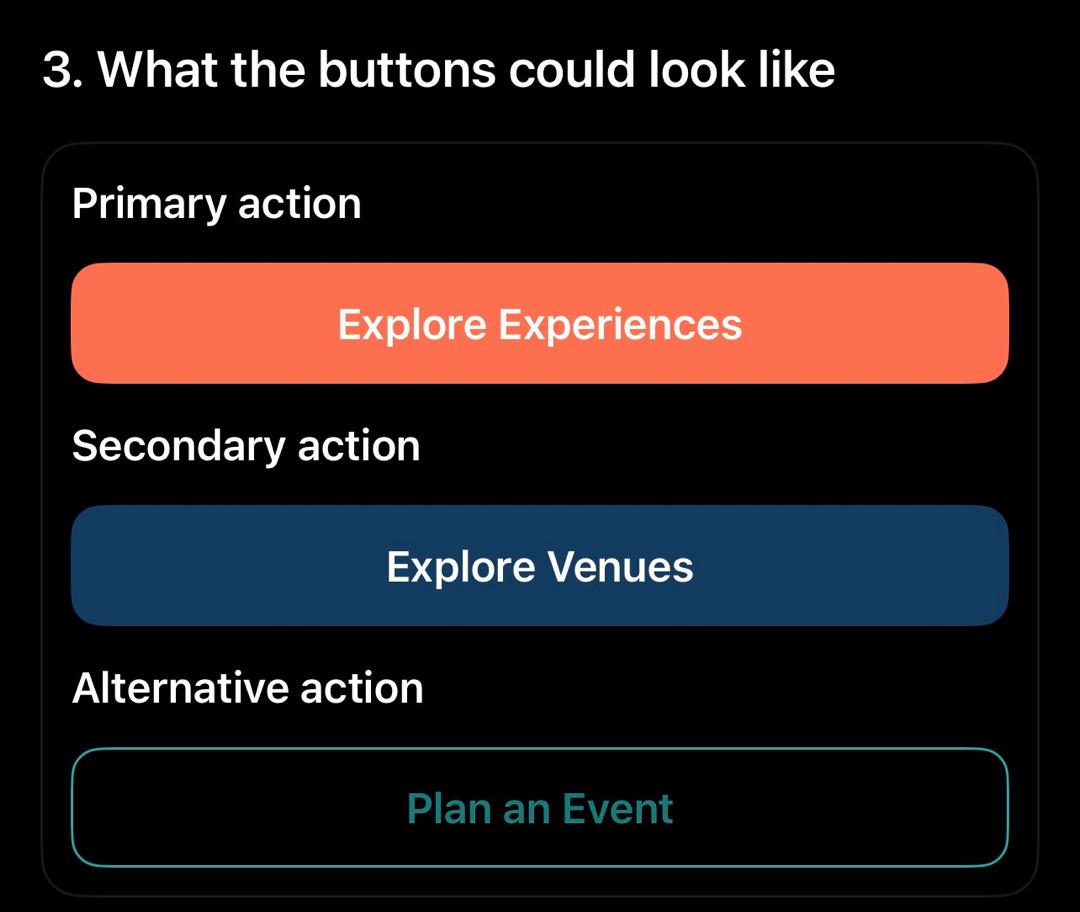 3. What the buttons could look like
Primary action
Explore Experiences
Secondary action
Explore Venues
Alternative action
Plan an Event